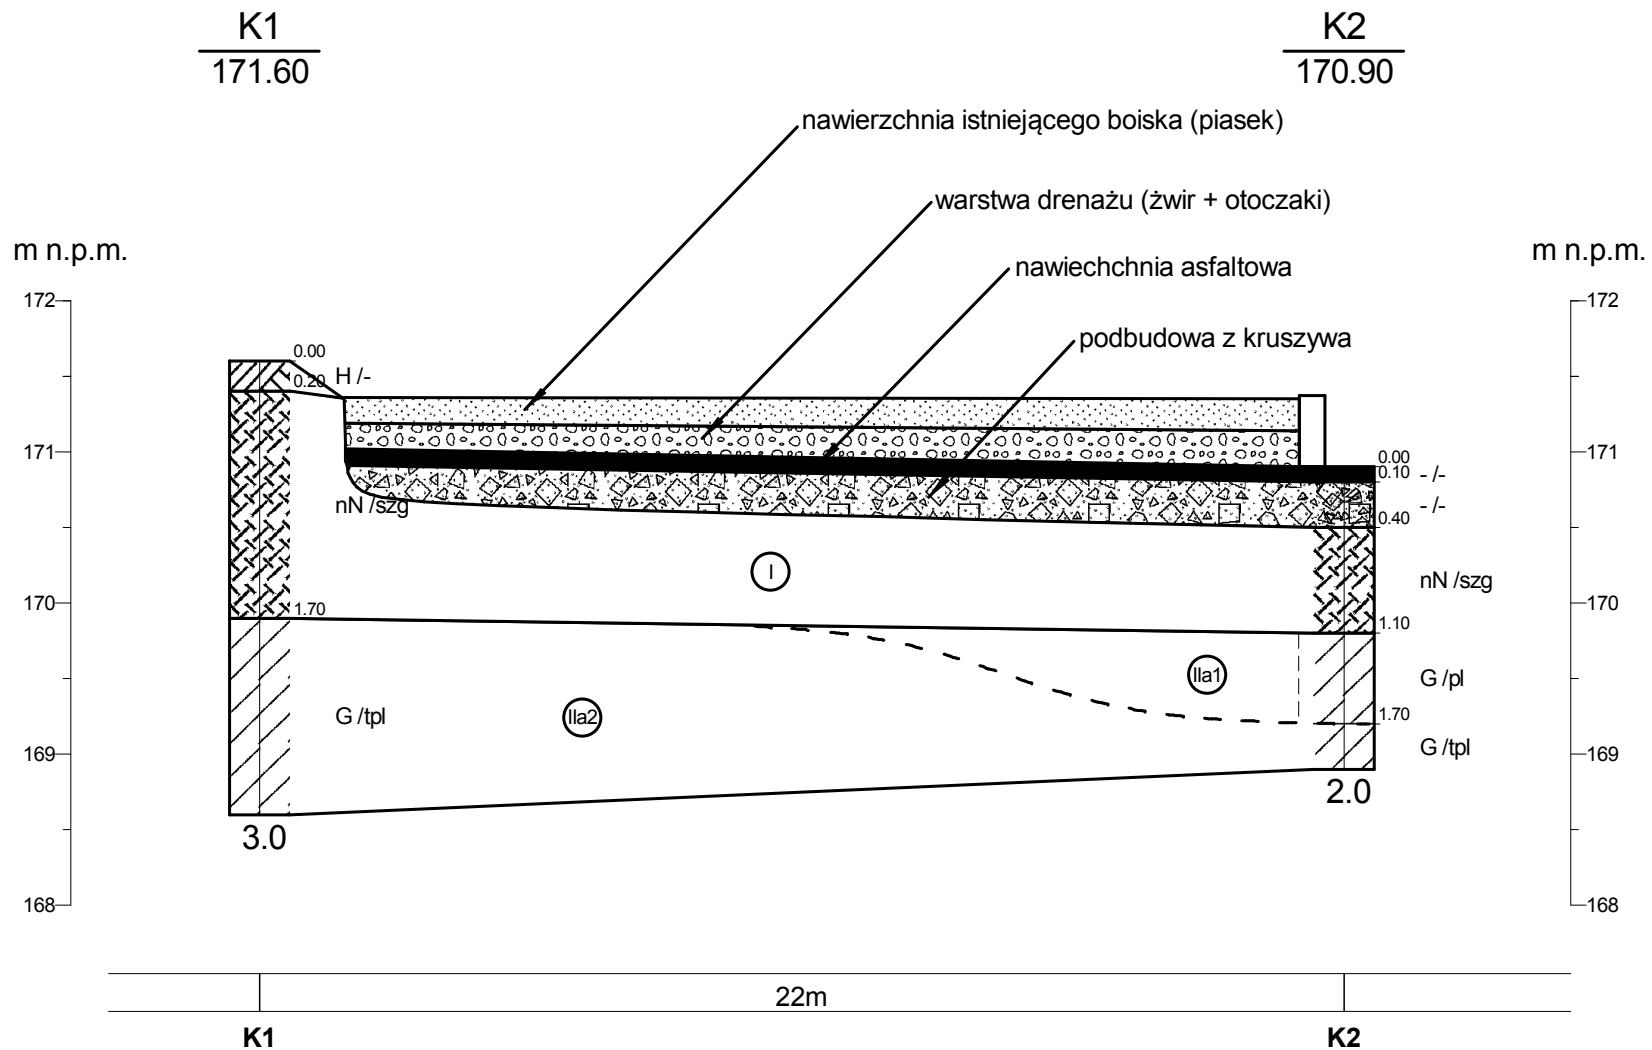 K1
171.60
K2
170.90
nawierzchnia istniejącego boiska (piasek)
warstwa drenażu (żwir + otoczaki)
nawiechchnia asfaltowa
podbudowa z kruszywa
m n.p.m.
m n.p.m.
172
172
171
171
170
170
169
169
168
168
0.00
0.20
H /-
nN /szg
1.70
G /tpl
3.0
I
IIa1
IIa2
0.00
0.10
- /-
- /-
0.40
nN /szg
1.10
G /pl
1.70
G /tpl
2.0
22m
K1
K2